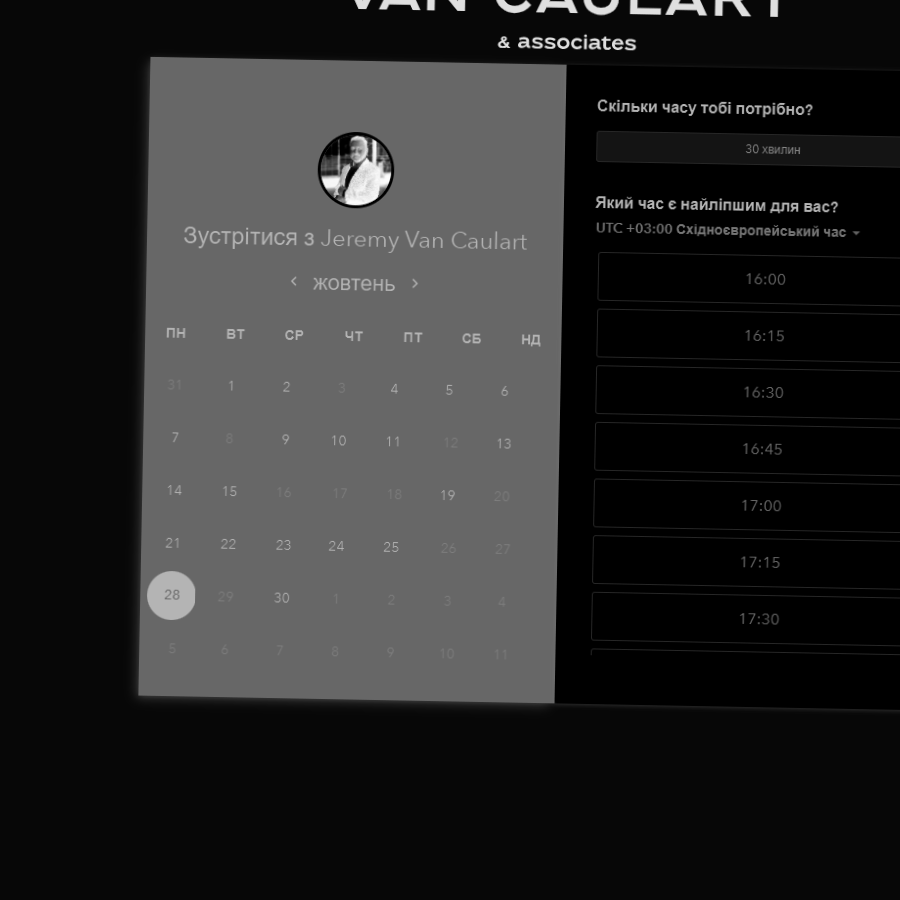 VAN CAULART
& associates
Зустрітися з Jeremy Van Caulart
жовтень
ПН ВТ СР ЧТ ПТ СБ НД
31 1 2 3 4 5 6
7 8 9 10 11 12 13
14 15 16 17 18 19 20
21 22 23 24 25 26 27
28 29 30 1 2 3 4
5 6 7 8 9 10 11
Скільки часу тобі потрібно?
30 хвилин
Який час є найліпшим для вас?
UTC +03:00 Східноєвропейський час
16:00
16:15
16:30
16:45
17:00
17:15
17:30